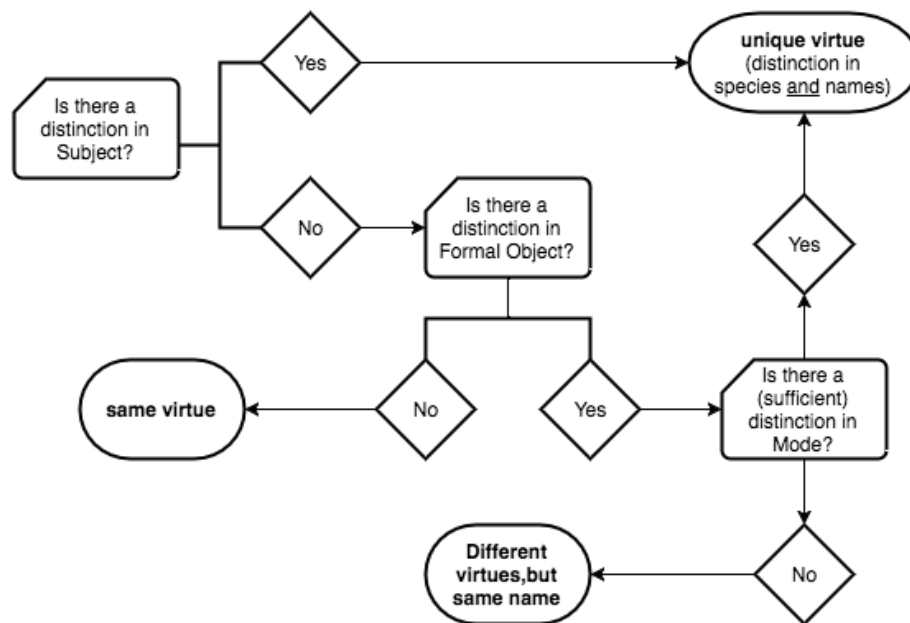 Is there a
distinction in
Subject?
Yes
unique virtue
(distinction in
species and names)
No
Is there a
distinction in
Formal Object?
Yes
same virtue
No
Yes
Is there a
(sufficient)
distinction in
Mode?
Different
virtues,but
same name
No